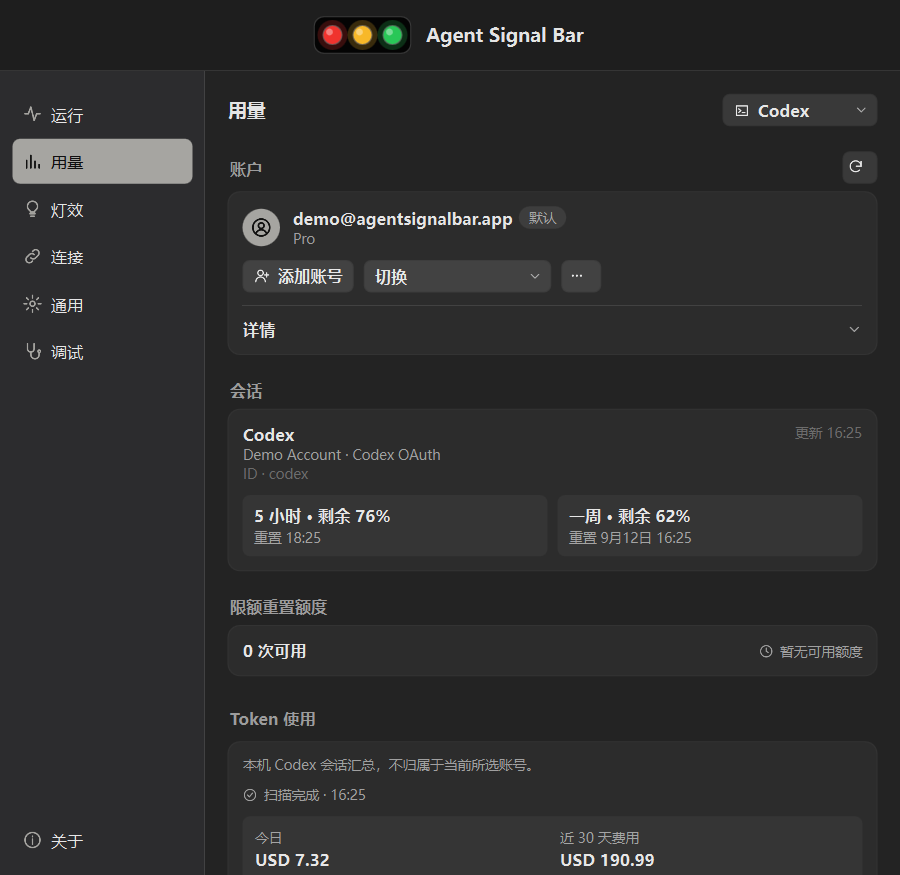 Agent Signal Bar
运行
用量
灯效
连接
通用
调试
关于
用量
Codex
账户
demo@agentsignalbar.app 默认
Pro
添加账号 切换 ...
详情
会话
Codex 更新 16:25
Demo Account · Codex OAuth
ID · codex
5 小时 • 剩余 76%
重置 18:25
一周 • 剩余 62%
重置 9月12日 16:25
限额重置额度
0 次可用 暂无可用额度
Token 使用
本机 Codex 会话汇总，不归属于当前所选账号。
扫描完成 · 16:25
今日
USD 7.32
近 30 天费用
USD 190.99